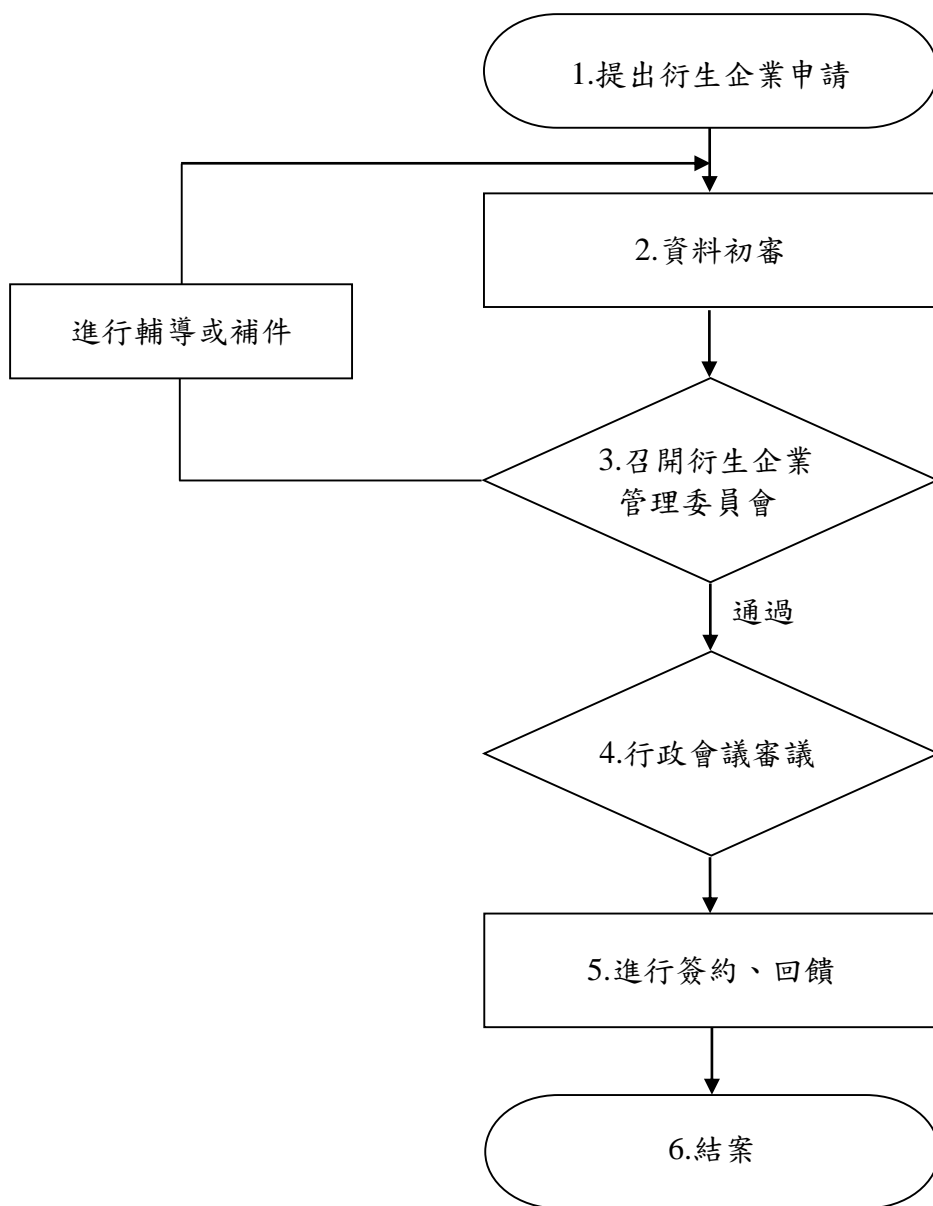 1.提出衍生企業申請
2.資料初審
進行輔導或補件
3.召開衍生企業
管理委員會
通過
4.行政會議審議
5.進行簽約、回饋
6.結案